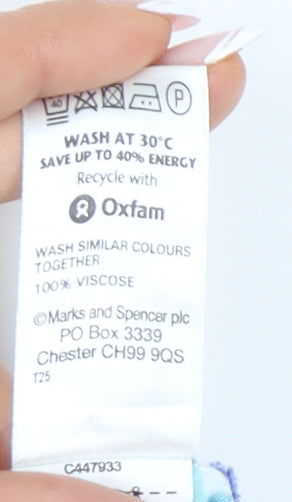 40 P
WASH AT 30°C
SAVE UP TO 40% ENERGY
Recycle with
Oxfam
WASH SIMILAR COLOURS
TOGETHER
100% VISCOSE
©Marks and Spencer plc
PO Box 3339
Chester CH99 9QS
T25
C447933